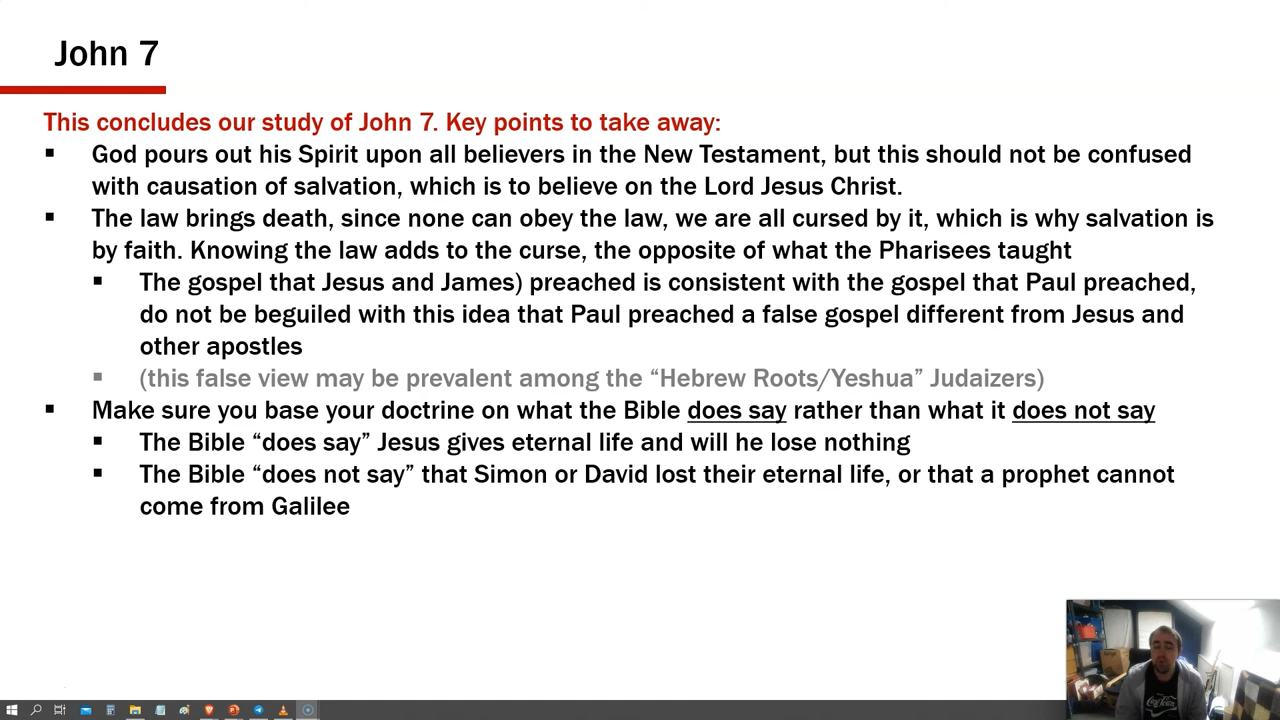 John 7
This concludes our study of John 7. Key points to take away:
God pours out his Spirit upon all believers in the New Testament, but this should not be confused
with causation of salvation, which is to believe on the Lord Jesus Christ.
The law brings death, since none can obey the law, we are all cursed by it, which is why salvation is
by faith. Knowing the law adds to the curse, the opposite of what the Pharisees taught
The gospel that Jesus and James) preached is consistent with the gospel that Paul preached,
do not be beguiled with this idea that Paul preached a false gospel different from Jesus and
other apostles
(this false view may be prevalent among the “Hebrew Roots/Yeshua” Judaizers)
Make sure you base your doctrine on what the Bible does say rather than what it does not say
The Bible “does say” Jesus gives eternal life and will he lose nothing
The Bible “does not say” that Simon or David lost their eternal life, or that a prophet cannot
come from Galilee